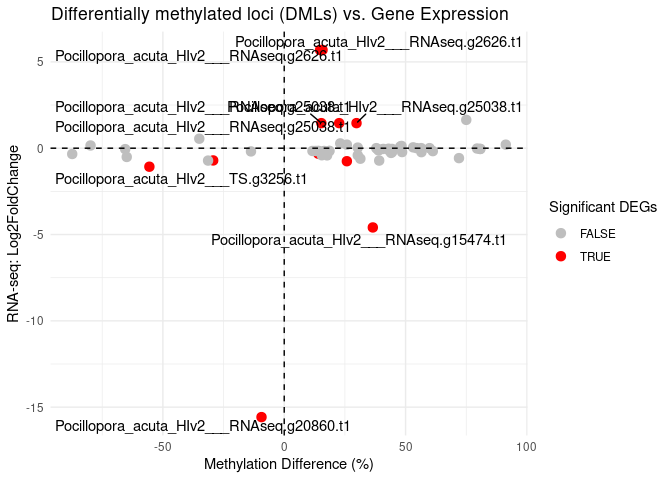 Differentially methylated loci (DMLs) vs. Gene Expression
Pocillopora_acuta_HIv2___RNAseq.g2626.t1
Pocillopora_acuta_HIv2___RNAseq.g2626.t1
Pocillopora_acuta_HIv2___RNAseq.g25038.t1
Pocillopora_acuta_HIv2___RNAseq.g25038.t1
Pocillopora_acuta_HIv2___RNAseq.g25038.t1
Pocillopora_acuta_HIv2___TS.g3256.t1
Pocillopora_acuta_HIv2___RNAseq.g15474.t1
Pocillopora_acuta_HIv2___RNAseq.g20860.t1
5
0
-5
-10
-15
RNA-seq: Log2FoldChange
-50
0
50
100
Methylation Difference (%)
Significant DEGs
FALSE
TRUE